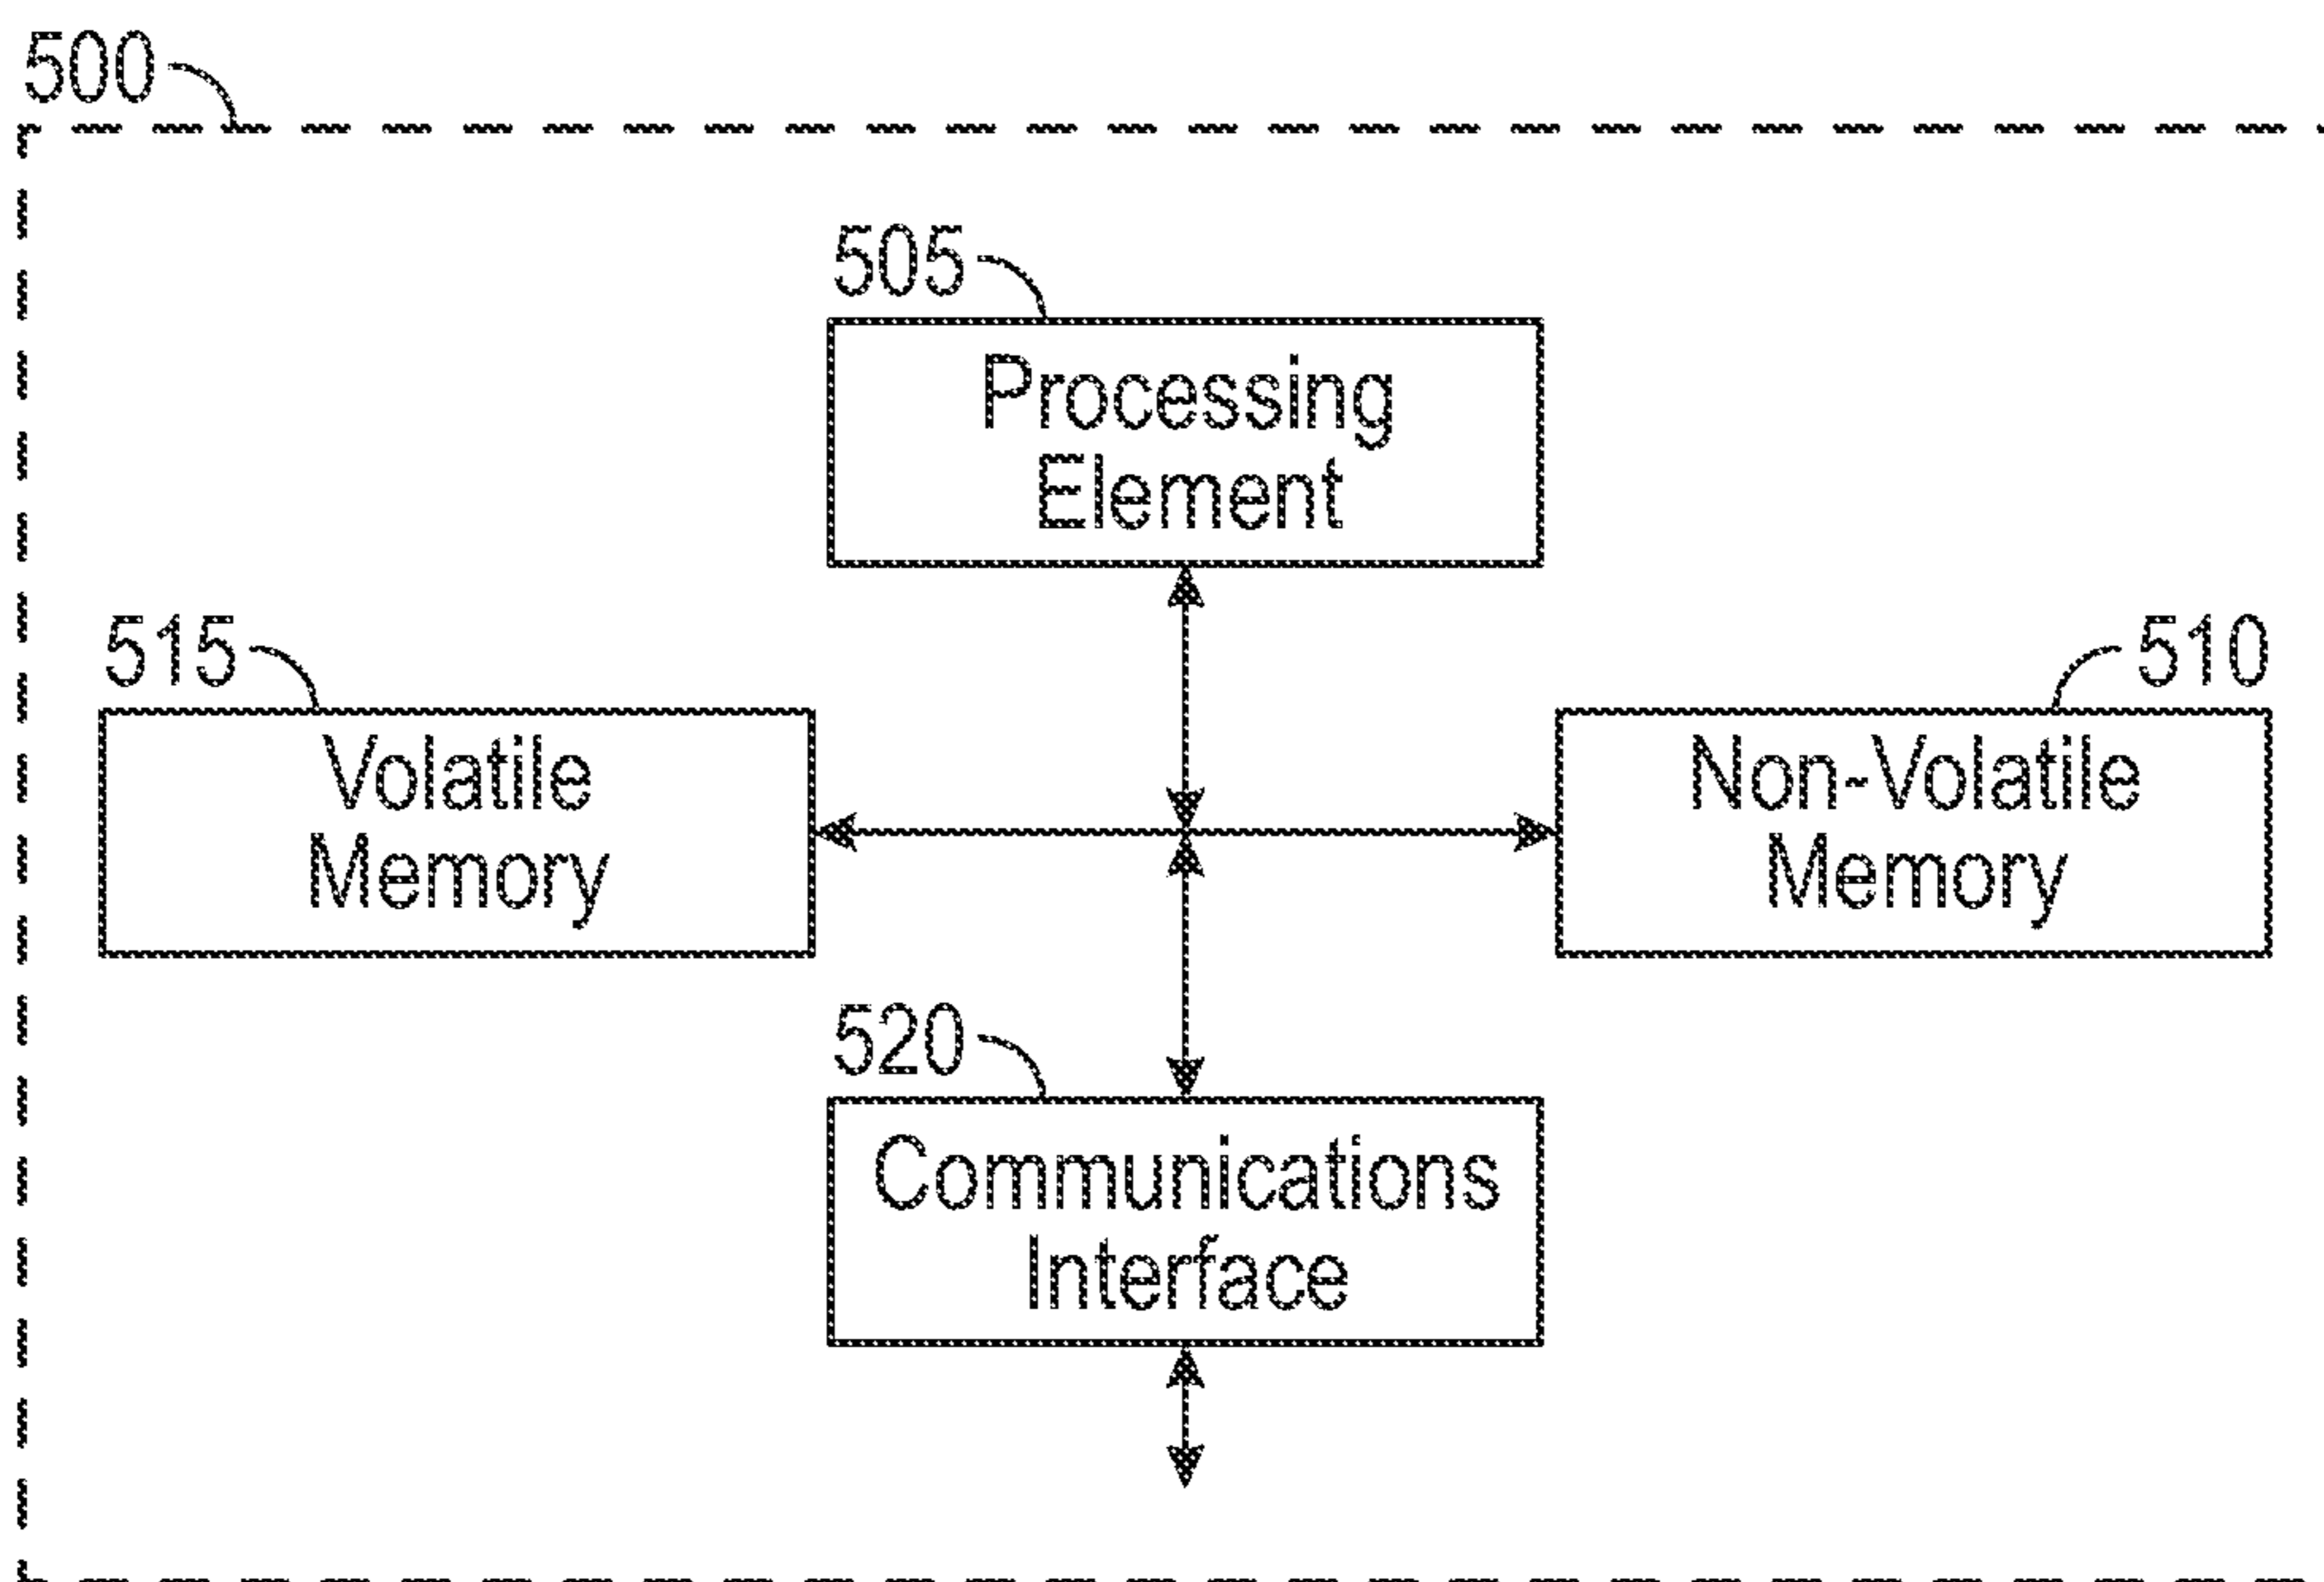 500
505
Processing
Element
515
Volatile
Memory
510
Non-Volatile
Memory
520
Communications
Interface